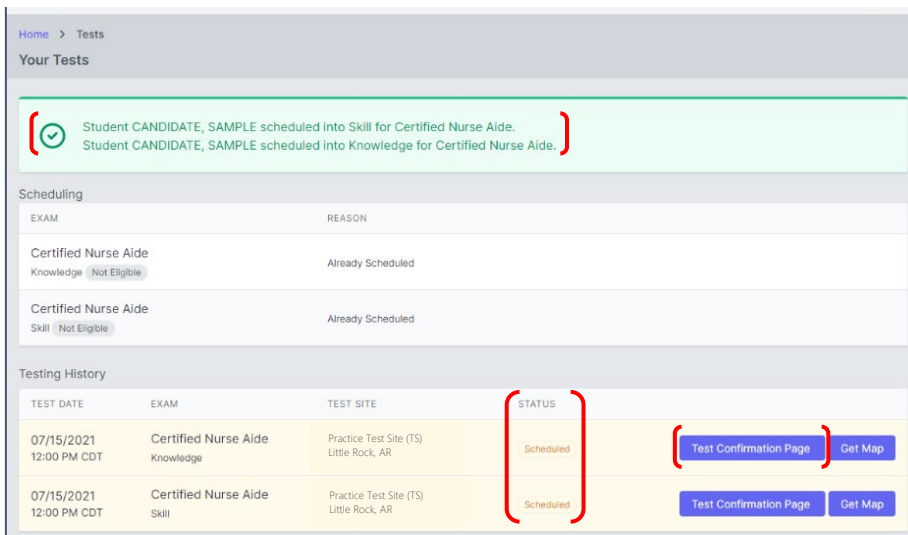 Home > Tests
Your Tests
Student CANDIDATE, SAMPLE scheduled into Skill for Certified Nurse Aide.
Student CANDIDATE, SAMPLE scheduled into Knowledge for Certified Nurse Aide.
Scheduling
EXAM REASON
Certified Nurse Aide
Knowledge Not Eligible
Already Scheduled
Certified Nurse Aide
Skill Not Eligible
Already Scheduled
Testing History
TEST DATE EXAM TEST SITE STATUS
07/15/2021 Certified Nurse Aide Practice Test Site (TS)
12:00 PM CDT Knowledge Little Rock, AR
Scheduled Test Confirmation Page Get Map
07/15/2021 Certified Nurse Aide Practice Test Site (TS)
12:00 PM CDT Skill Little Rock, AR
Scheduled Test Confirmation Page Get Map